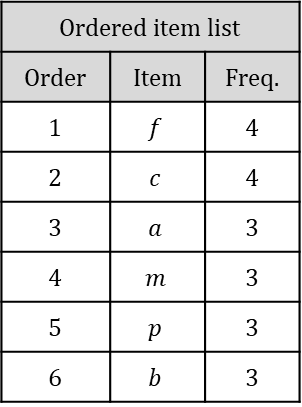 Ordered item list
Order Item Freq.
1 f 4
2 c 4
3 a 3
4 m 3
5 p 3
6 b 3